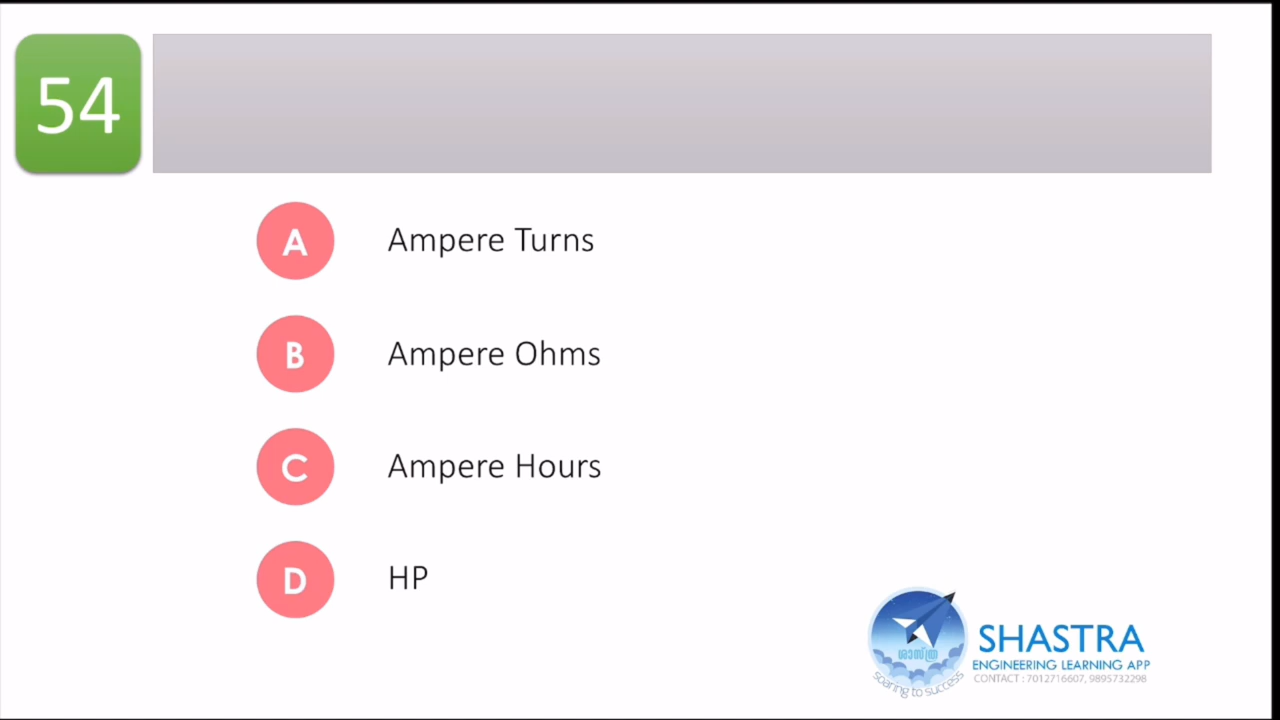 54
A Ampere Turns
B Ampere Ohms
C Ampere Hours
D HP
ശാസ്ത്ര
soaring to success
SHASTRA
ENGINEERING LEARNING APP
CONTACT : 7012716607, 9895732298